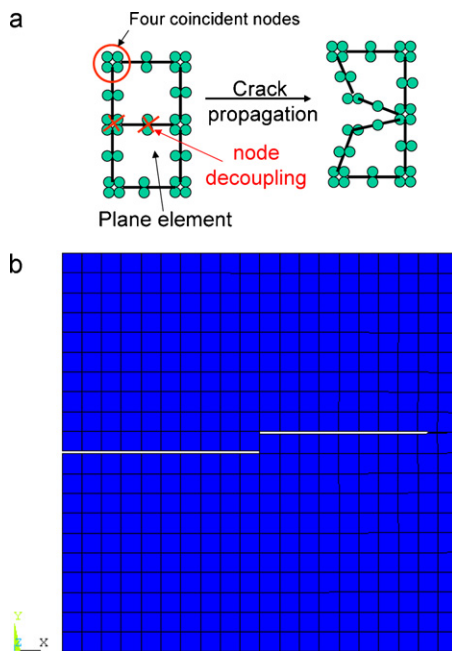 a
Four coincident nodes
Crack
propagation
node
decoupling
Plane element
b
Y
Z
X